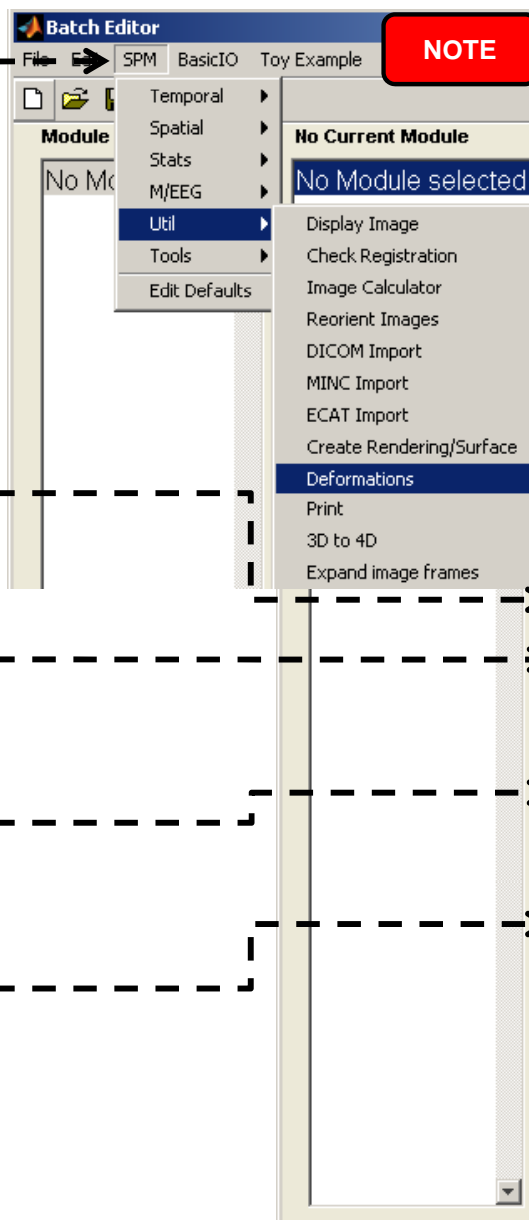 Batch Editor
NOTE
File SPM BasicIO Toy Example
Temporal
Module
Spatial
No Current Module
Stats
No Mo
M/EEG
No Module selected
Util
Tools
Edit Defaults
Display Image
Check Registration
Image Calculator
Reorient Images
DICOM Import
MINC Import
ECAT Import
Create Rendering/Surface
Deformations
Print
3D to 4D
Expand image frames